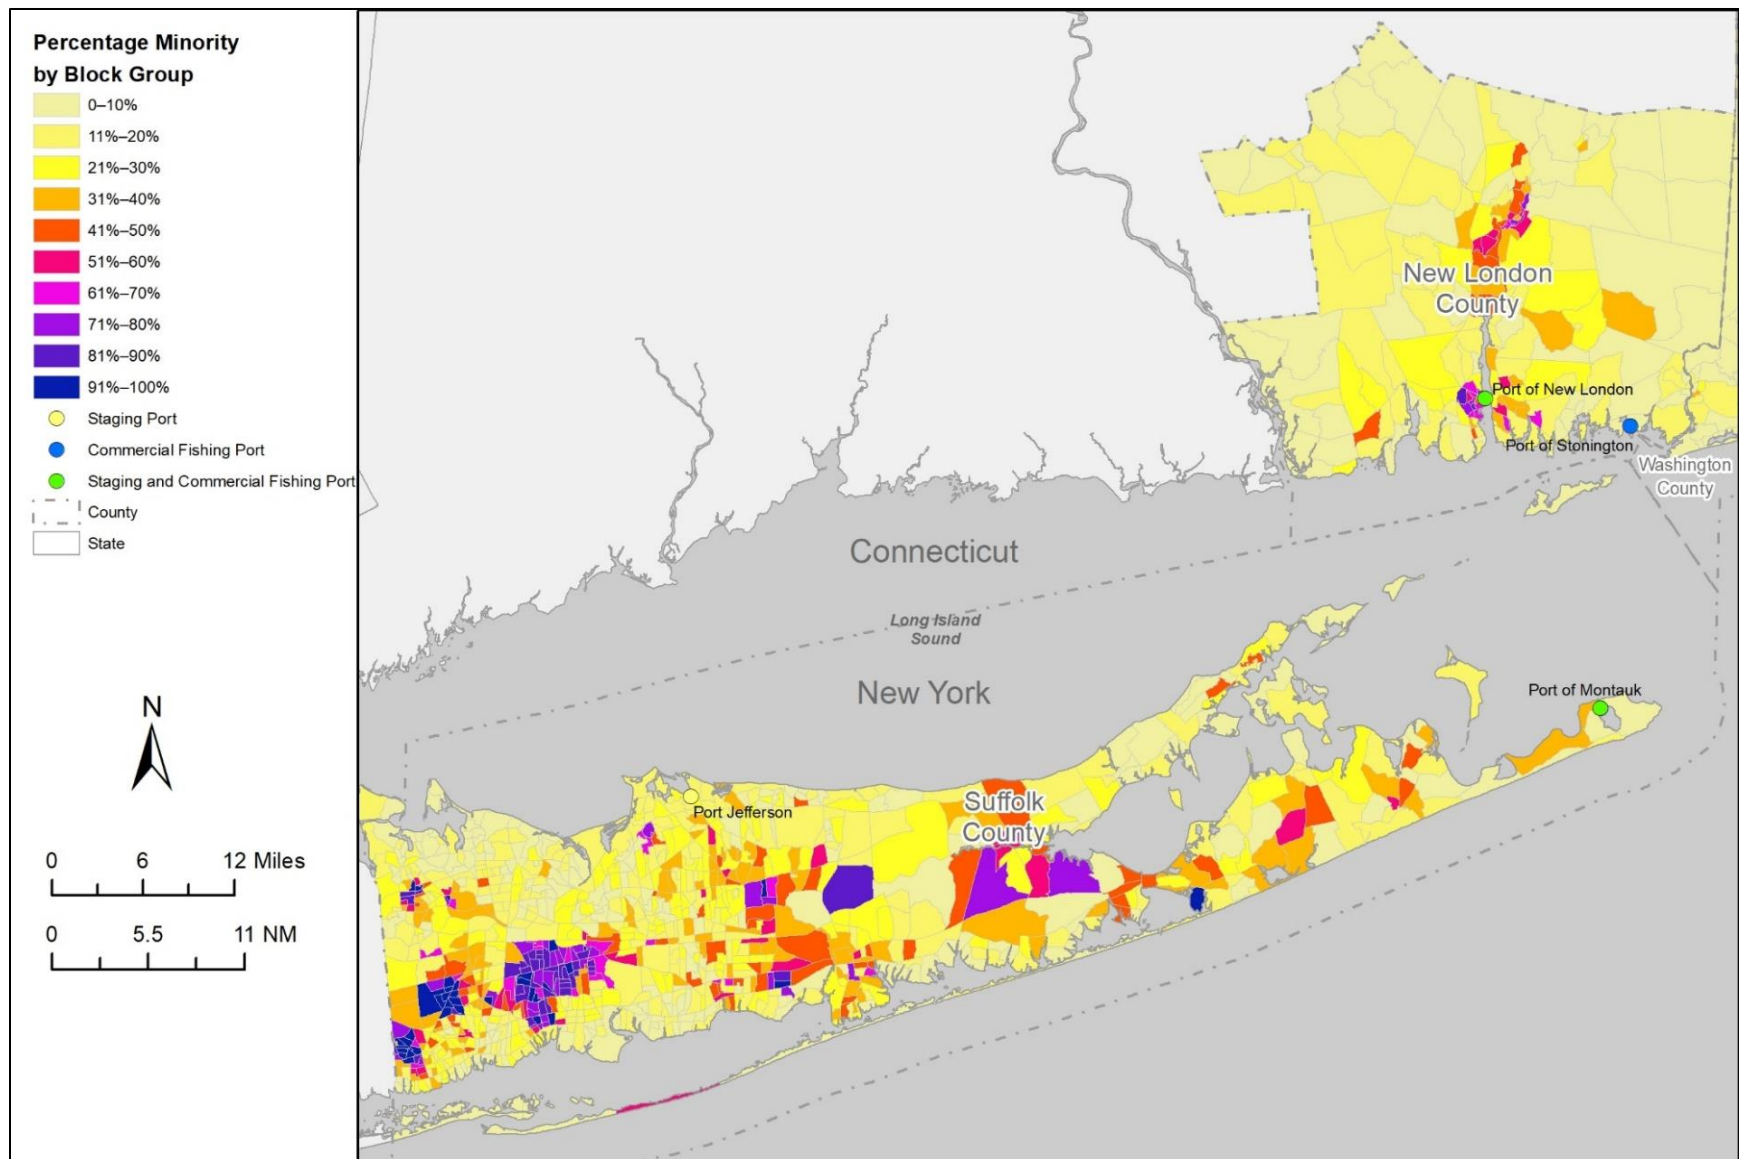 Percentage Minority
by Block Group
0–10%
11%–20%
21%–30%
31%–40%
41%–50%
51%–60%
61%–70%
71%–80%
81%–90%
91%–100%
Staging Port
Commercial Fishing Port
Staging and Commercial Fishing Port
County
State
N
0 6 12 Miles
0 5.5 11 NM
New London
County
Port of New London
Port of Stonington
Washington
County
Connecticut
Long Island
Sound
New York
Port of Montauk
Port Jefferson
Suffolk
County